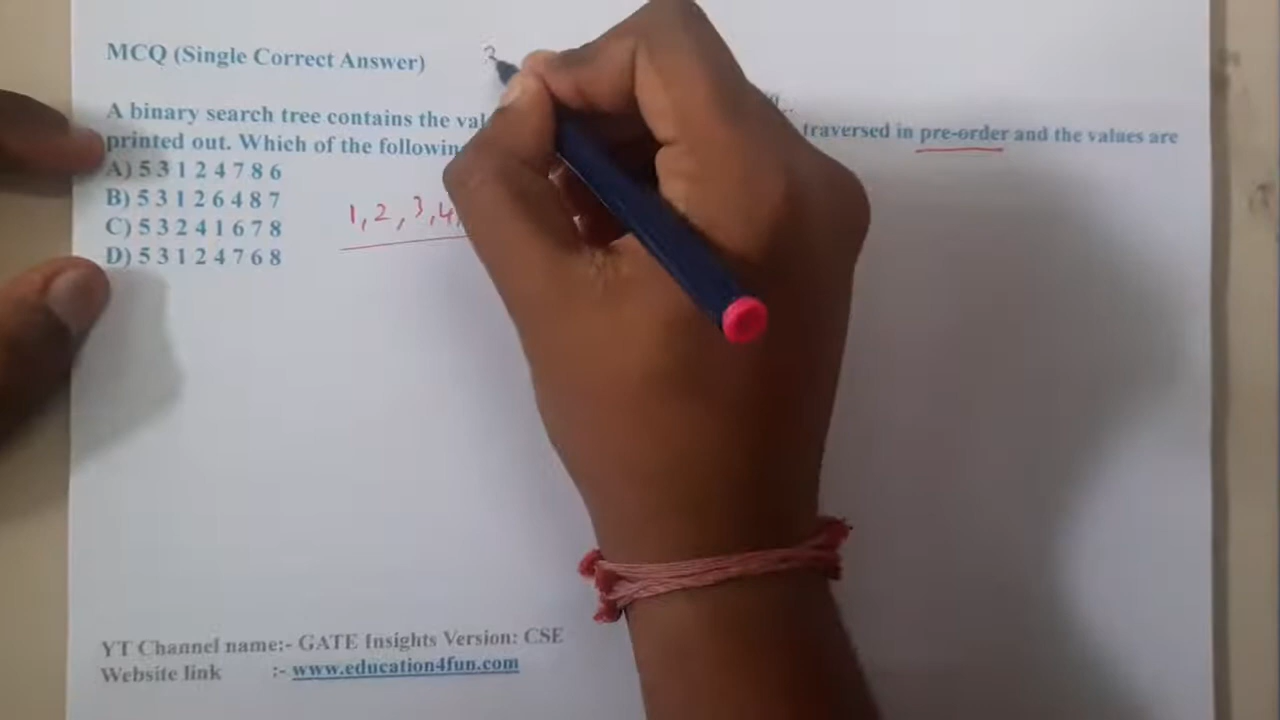 MCQ (Single Correct Answer)
3
A binary search tree contains the traversed in pre-order and the values are
printed out. Which of the
A) 5 3 1 2 4 7 8 6
B) 5 3 1 2 6 4 8 7
C) 5 3 2 4 1 6 7 8
D) 5 3 1 2 4 7 6 8
1, 2, 3, 4
YT Channel name:- GATE Insights Version: CSE
Website link :- www.education4fun.com